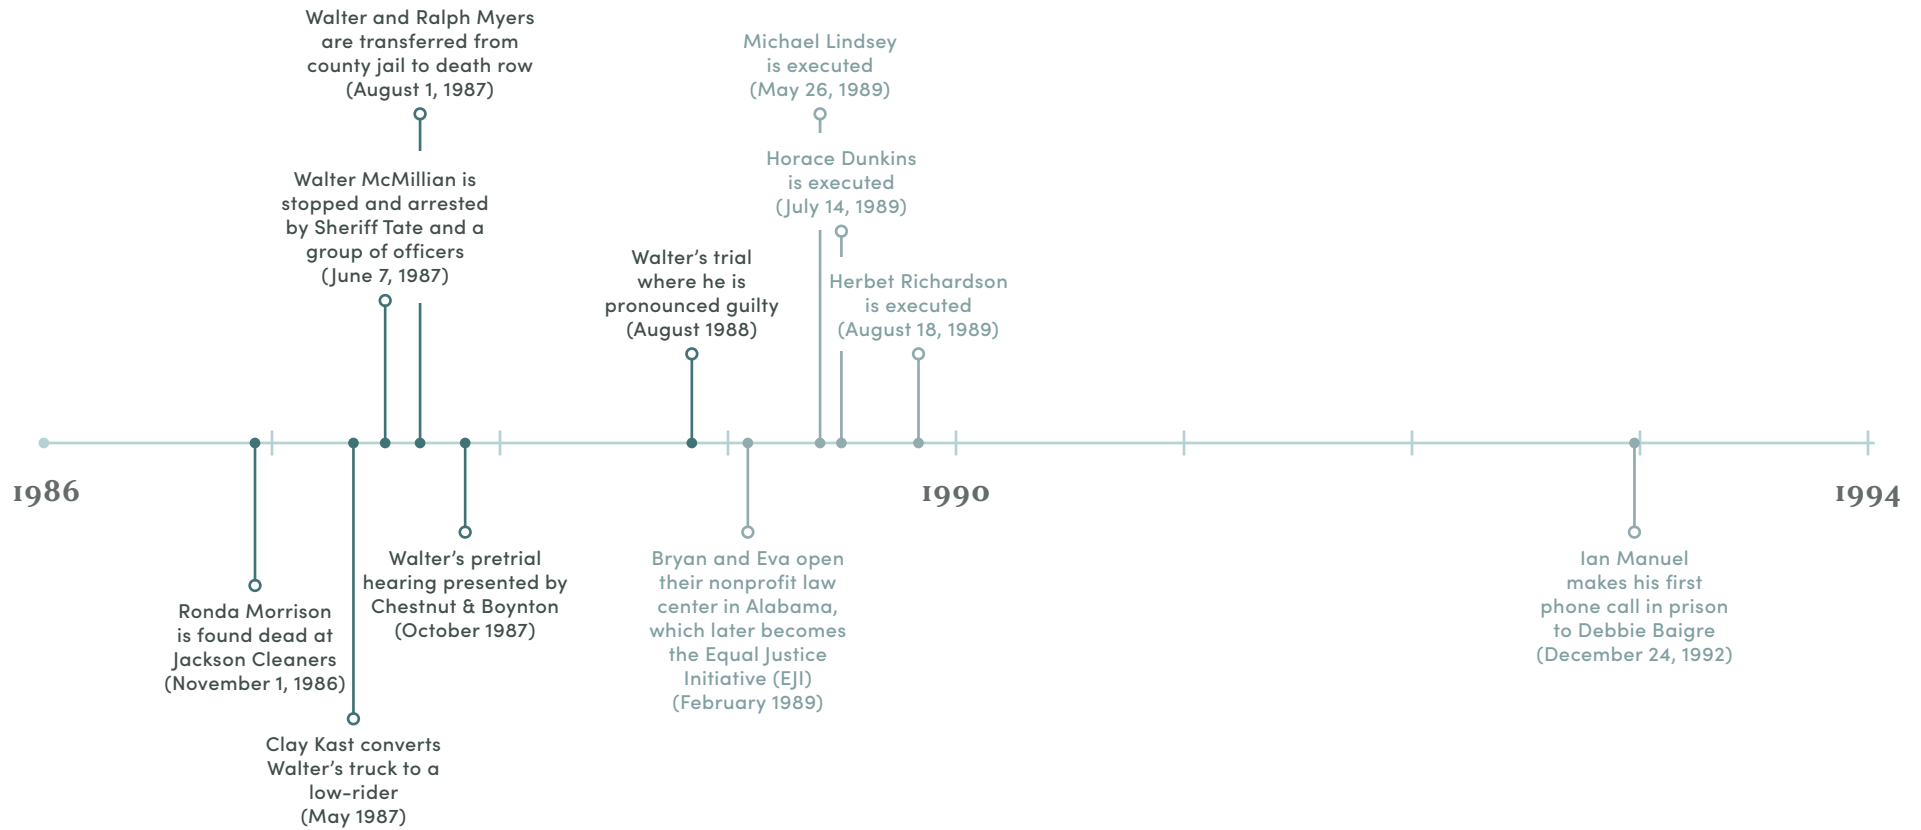 Walter and Ralph Myers
are transferred from
county jail to death row
(August 1, 1987)
Walter McMillian is
stopped and arrested
by Sheriff Tate and a
group of officers
(June 7, 1987)
Michael Lindsey
is executed
(May 26, 1989)
Horace Dunkins
is executed
(July 14, 1989)
Walter’s trial
where he is
pronounced guilty
(August 1988)
Herbet Richardson
is executed
(August 18, 1989)
1986
1990
1994
Ronda Morrison
is found dead at
Jackson Cleaners
(November 1, 1986)
Clay Kast converts
Walter’s truck to a
low-rider
(May 1987)
Walter’s pretrial
hearing presented by
Chestnut & Boynton
(October 1987)
Bryan and Eva open
their nonprofit law
center in Alabama,
which later becomes
the Equal Justice
Initiative (EJI)
(February 1989)
Ian Manuel
makes his first
phone call in prison
to Debbie Baigre
(December 24, 1992)